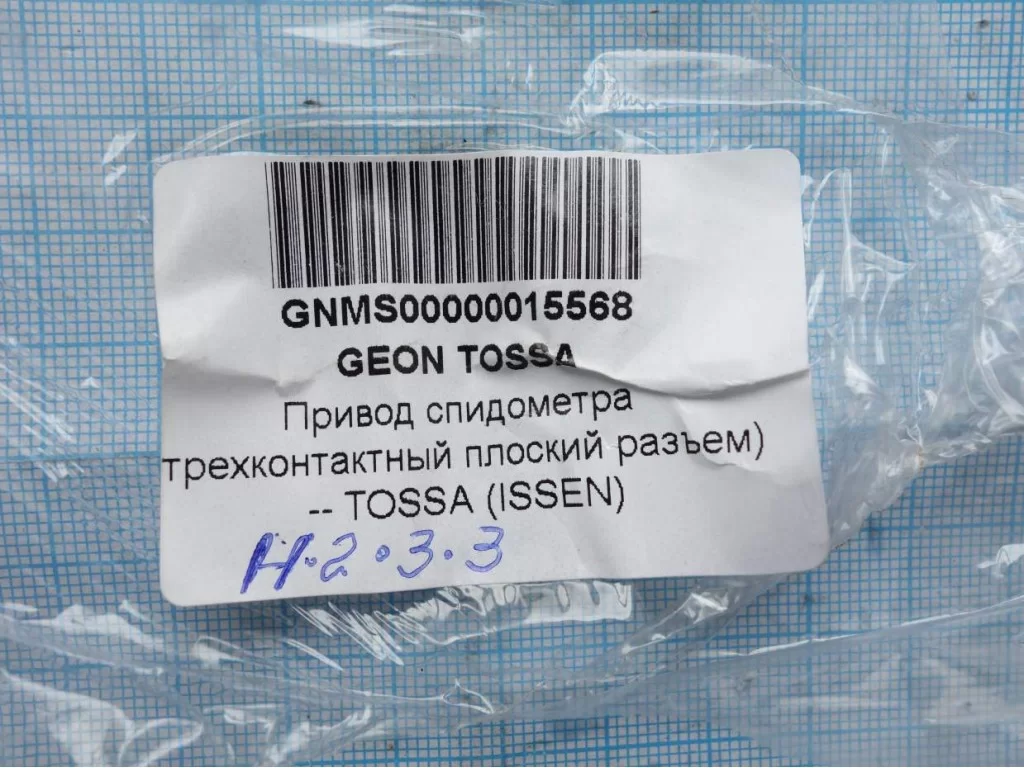 GNMS00000015568
GEON TOSSA
Привод спидометра
трехконтактный плоский разъем)
-- TOSSA (ISSEN)
Н.2.3.3